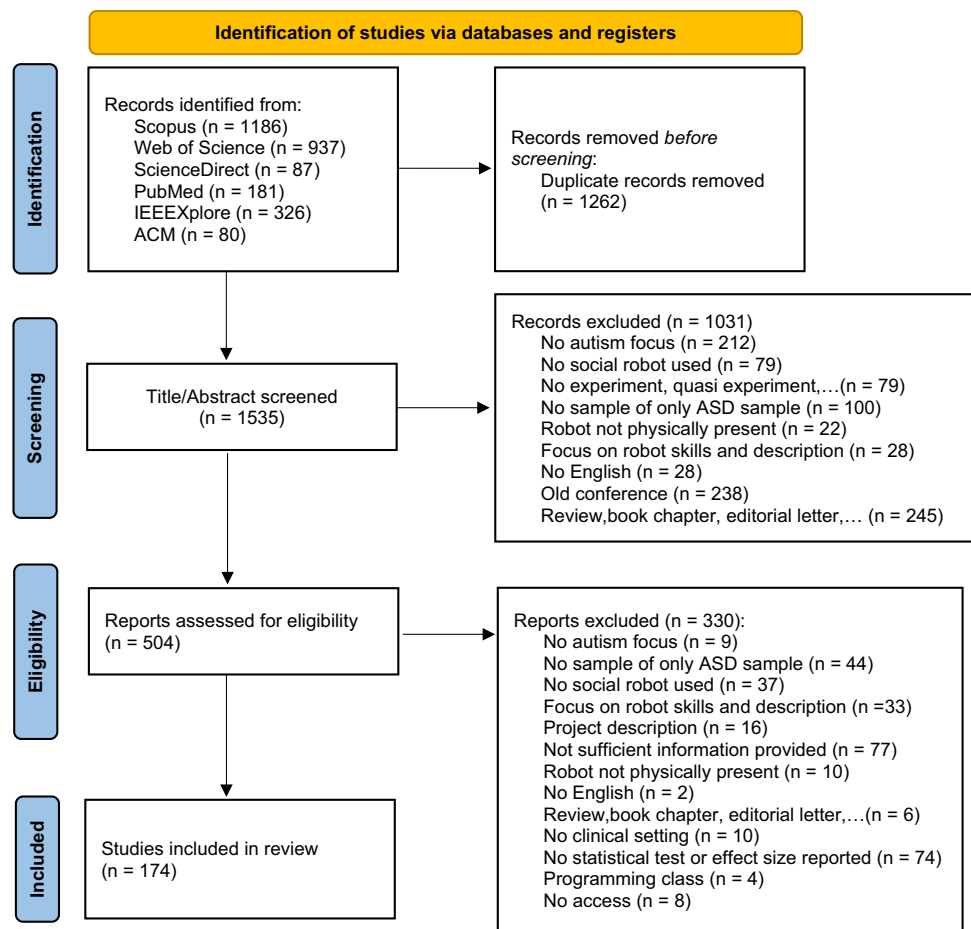 Identification of studies via databases and registers
Identification
Records identified from:
Scopus (n = 1186)
Web of Science (n = 937)
ScienceDirect (n = 87)
PubMed (n = 181)
IEEEXplore (n = 326)
ACM (n = 80)
Records removed before
screening:
Duplicate records removed
(n = 1262)
Screening
Title/Abstract screened
(n = 1535)
Records excluded (n = 1031)
No autism focus (n = 212)
No social robot used (n = 79)
No experiment, quasi experiment,…(n = 79)
No sample of only ASD sample (n = 100)
Robot not physically present (n = 22)
Focus on robot skills and description (n = 28)
No English (n = 28)
Old conference (n = 238)
Review,book chapter, editorial letter,… (n = 245)
Eligibility
Reports assessed for eligibility
(n = 504)
Reports excluded (n = 330):
No autism focus (n = 9)
No sample of only ASD sample (n = 44)
No social robot used (n = 37)
Focus on robot skills and description (n =33)
Project description (n = 16)
Not sufficient information provided (n = 77)
Robot not physically present (n = 10)
No English (n = 2)
Review,book chapter, editorial letter,…(n = 6)
No clinical setting (n = 10)
No statistical test or effect size reported (n = 74)
Programming class (n = 4)
No access (n = 8)
Included
Studies included in review
(n = 174)